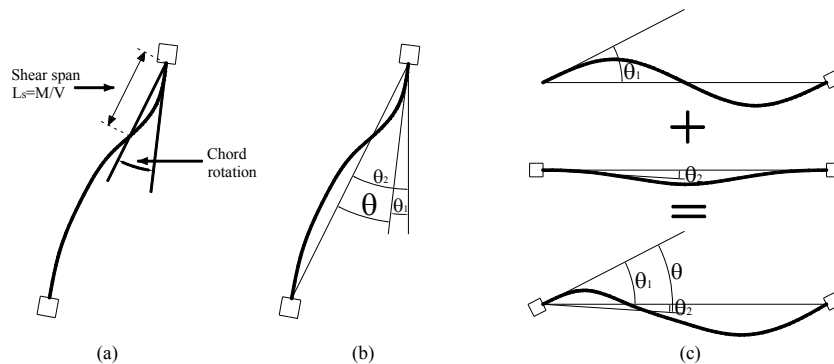 Shear span
Ls=M/V
Chord
rotation
(a)
θ2
θ
θ1
(b)
θ1
+
θ2
=
θ
θ1
θ2
(c)